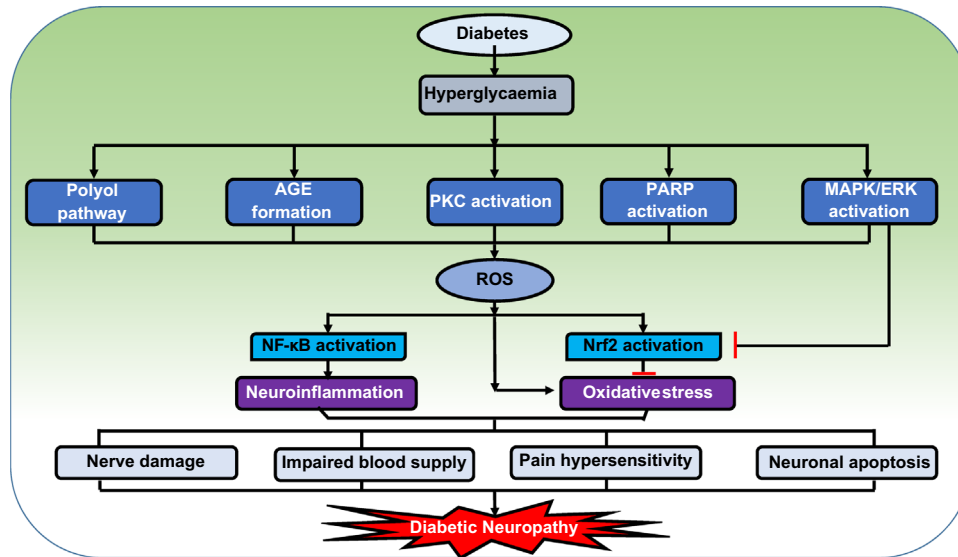 Diabetes
Hyperglycaemia
Polyol
pathway
AGE
formation
PKC activation
PARP
activation
MAPK/ERK
activation
ROS
NF-κB activation
Nrf2 activation
Neuroinflammation
Oxidativestress
Nerve damage
Impaired blood supply
Pain hypersensitivity
Neuronal apoptosis
Diabetic Neuropathy